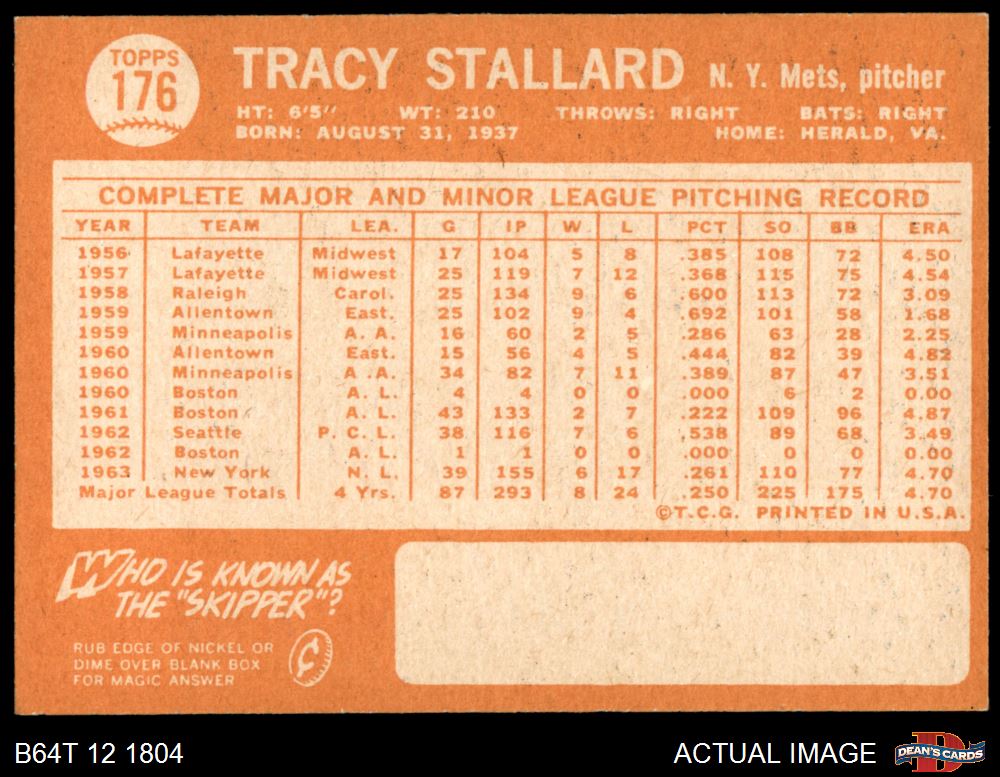 TOPPS
176
TRACY STALLARD N. Y. Mets, pitcher
HT: 6'5" WT: 210 THROWS: RIGHT BATS: RIGHT
BORN: AUGUST 31, 1937 HOME: HERALD, VA.
COMPLETE MAJOR AND MINOR LEAGUE PITCHING RECORD
YEAR TEAM LEA. G IP W L PCT SO BB ERA
1956 Lafayette Midwest 17 104 5 8 .385 108 72 4.50
1957 Lafayette Midwest 25 119 7 12 .368 115 75 4.54
1958 Raleigh Carol. 25 134 9 6 .600 113 72 3.09
1959 Allentown East. 25 102 9 4 .692 101 58 1.68
1959 Minneapolis A. A. 16 60 2 5 .286 63 28 2.25
1960 Allentown East. 15 56 4 5 .444 82 39 4.82
1960 Minneapolis A .A. 34 82 7 11 .389 87 47 3.51
1960 Boston A. L. 4 4 0 0 .000 6 2 0.00
1961 Boston A. L. 43 133 2 7 .222 109 96 4.87
1962 Seattle P. C. L. 38 116 7 6 .538 89 68 3.49
1962 Boston A. L. 1 1 0 0 .000 0 0 0.00
1963 New York N. L. 39 155 6 17 .261 110 77 4.70
Major League Totals 4 Yrs. 87 293 8 24 .250 225 175 4.70
©T.C.G. PRINTED IN U.S.A.
WHO IS KNOWN AS
THE "SKIPPER"?
RUB EDGE OF NICKEL OR
DIME OVER BLANK BOX
FOR MAGIC ANSWER
¢
B64T 12 1804 ACTUAL IMAGE DEAN'S CARDS